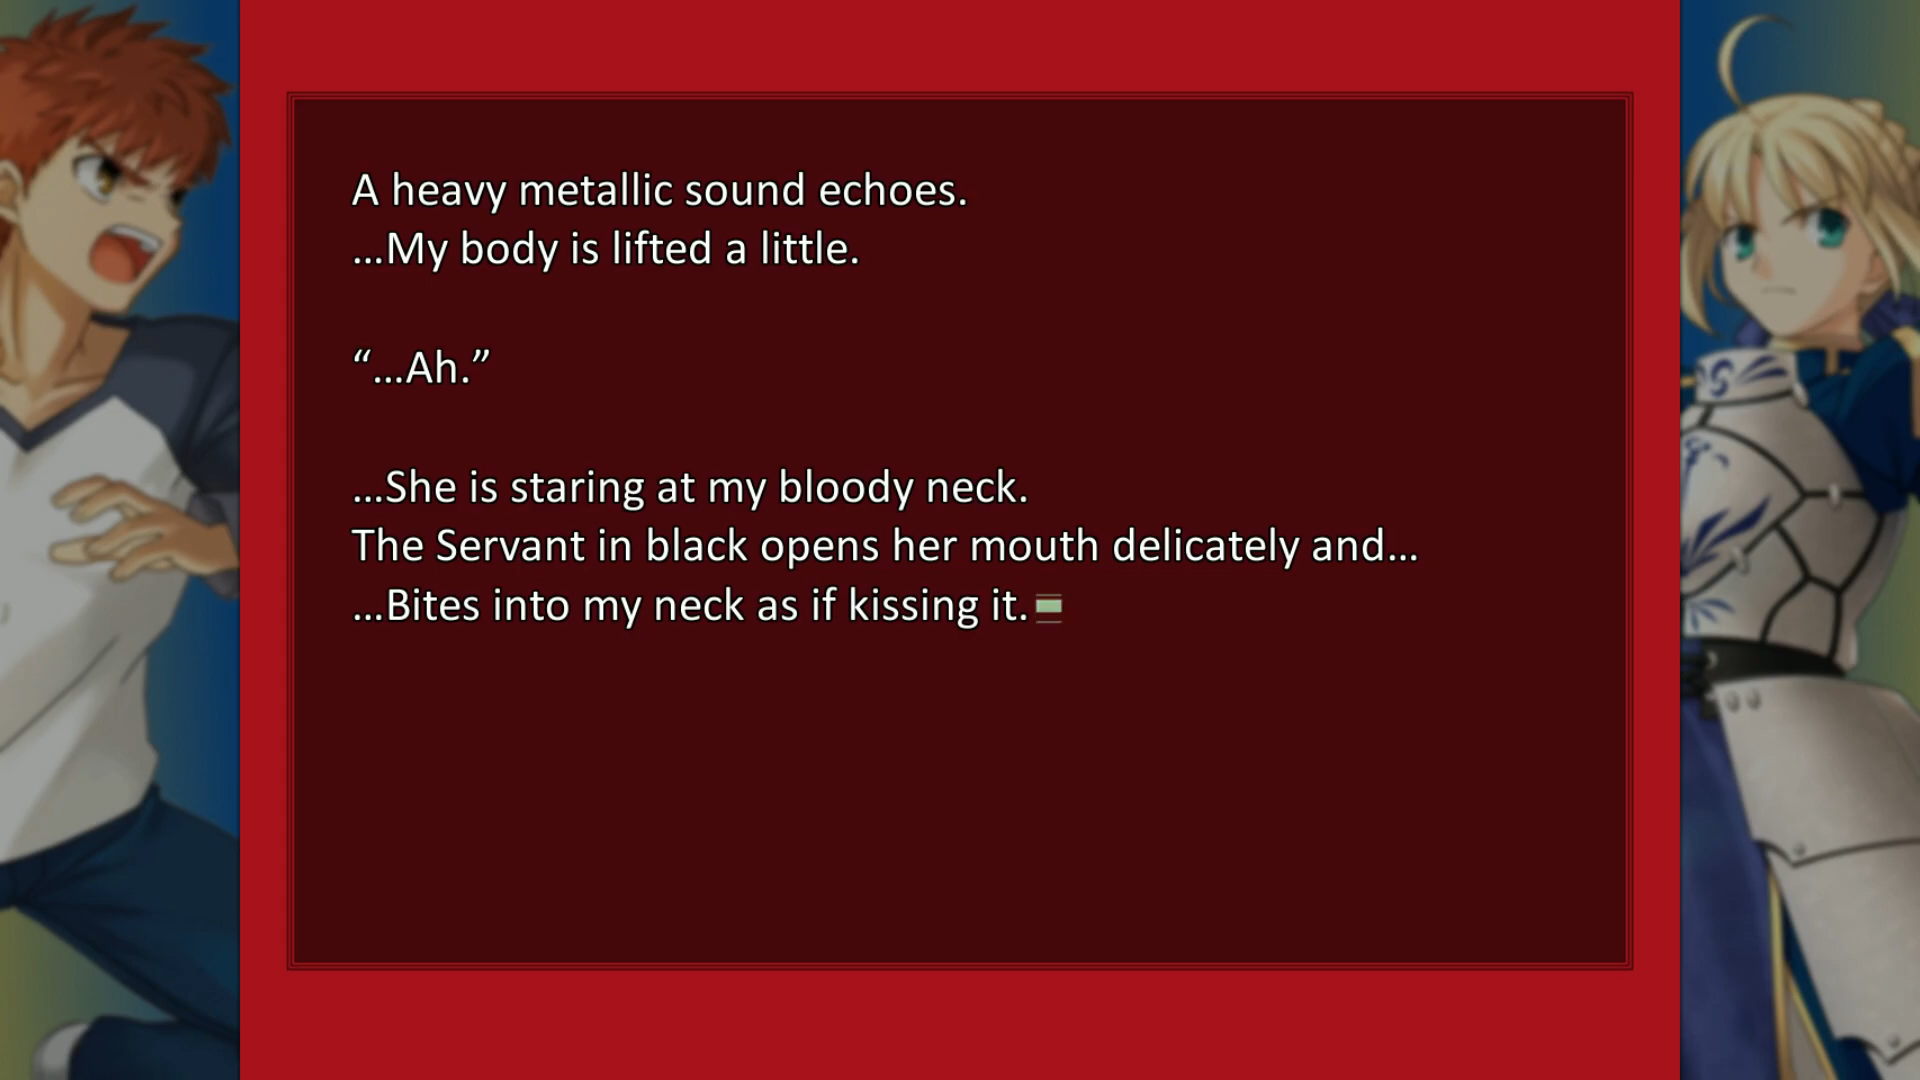 A heavy metallic sound echoes.
…My body is lifted a little.
“…Ah.”
…She is staring at my bloody neck.
The Servant in black opens her mouth delicately and…
…Bites into my neck as if kissing it.